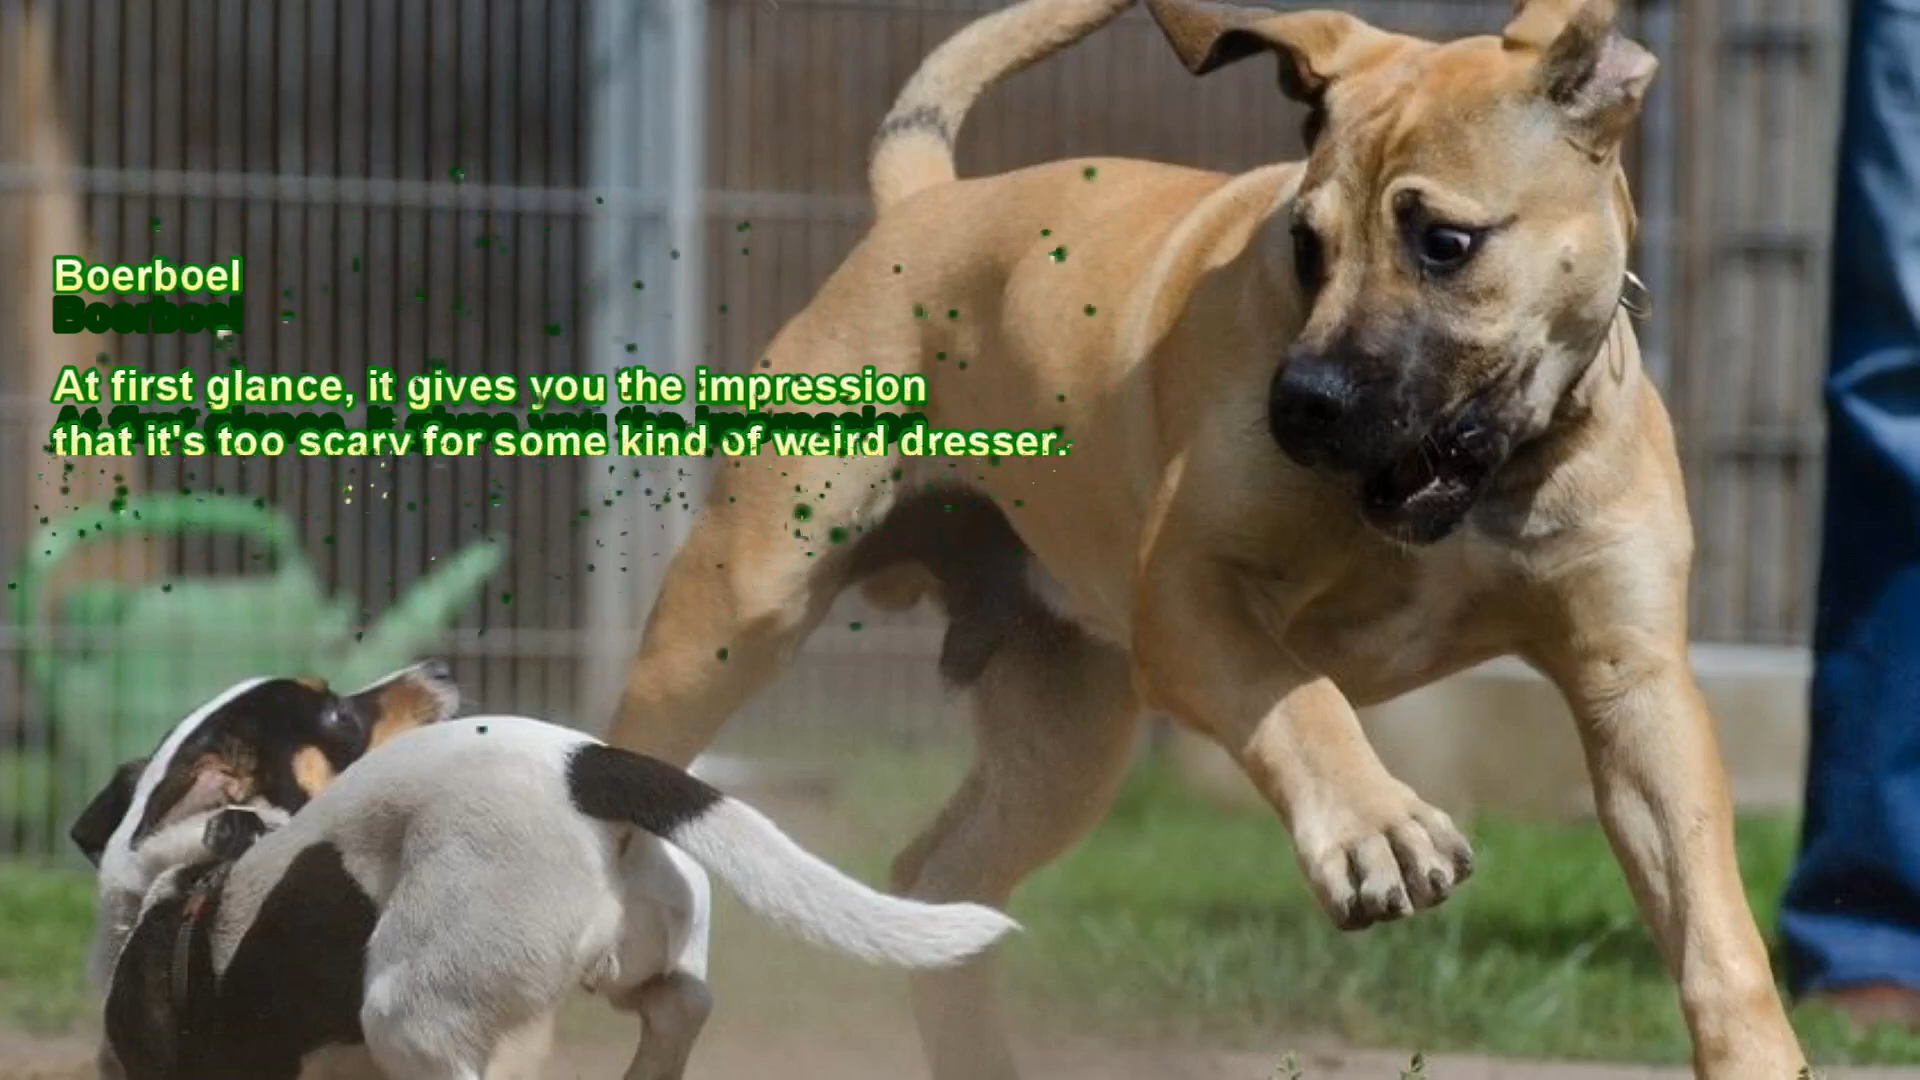 Boerboel
At first glance, it gives you the impression
that it's too scary for some kind of weird dresser.